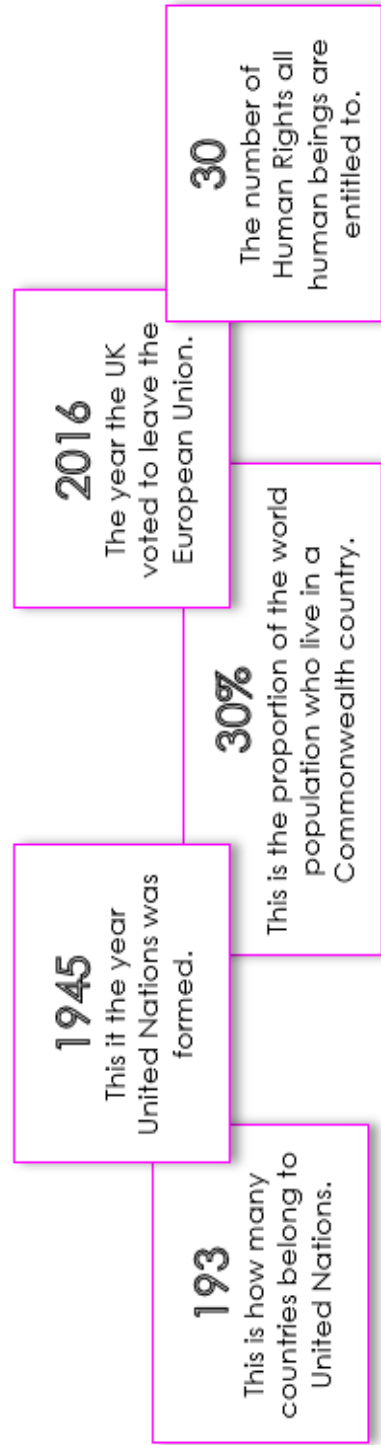 193
This is how many
countries belong to
United Nations.
1945
This it the year
United Nations was
formed.
30%
This is the proportion of the world
population who live in a
Commonwealth country.
2016
The year the UK
voted to leave the
European Union.
30
The number of
Human Rights all
human beings are
entitled to.